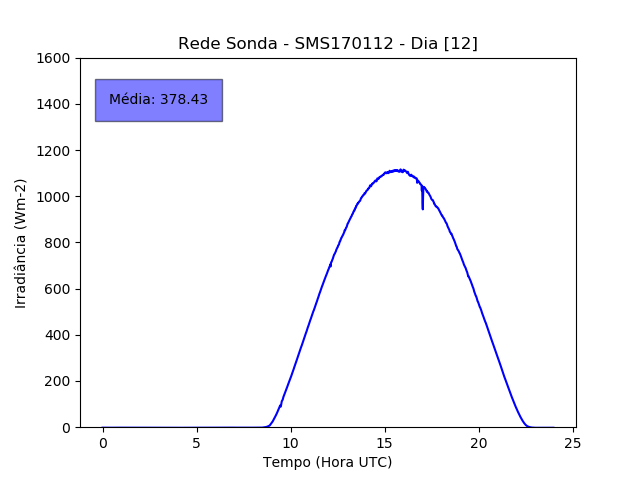 Rede Sonda - SMS170112 - Dia [12]
Média: 378.43
Irradiância (Wm-2)
1600
1400
1200
1000
800
600
400
200
0
0 5 10 15 20 25
Tempo (Hora UTC)